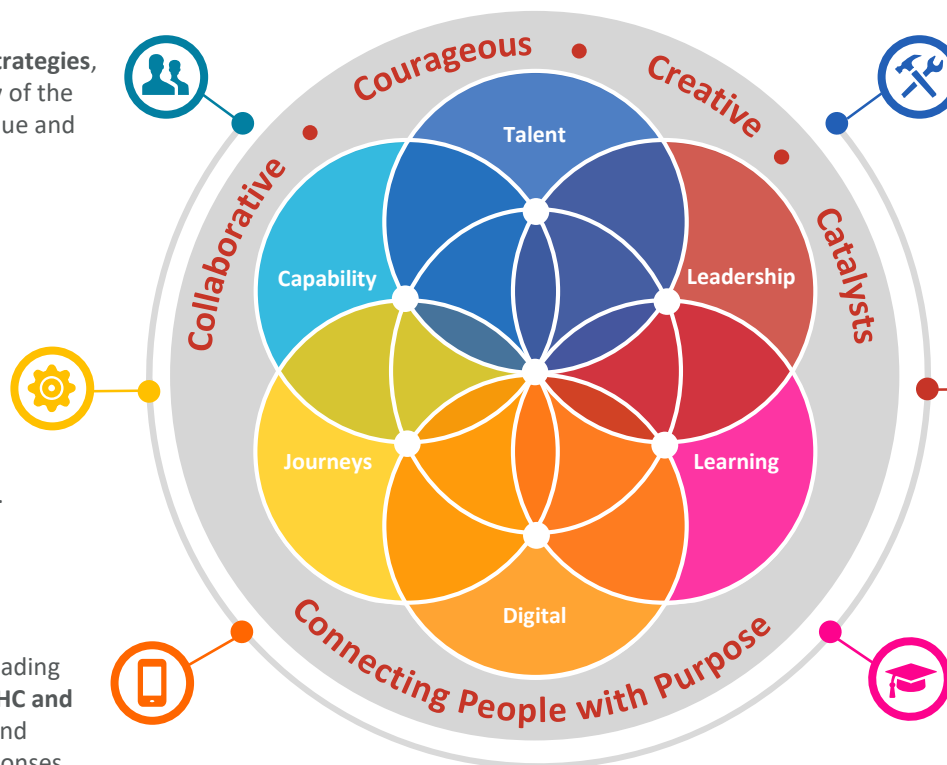 trategies,
y of the
ue and
Collaborative • Courageous • Creative • Catalysts
Talent
Capability
Leadership
Journeys
Learning
Digital
Connecting People with Purpose
.
ading
HC and
nd
onses